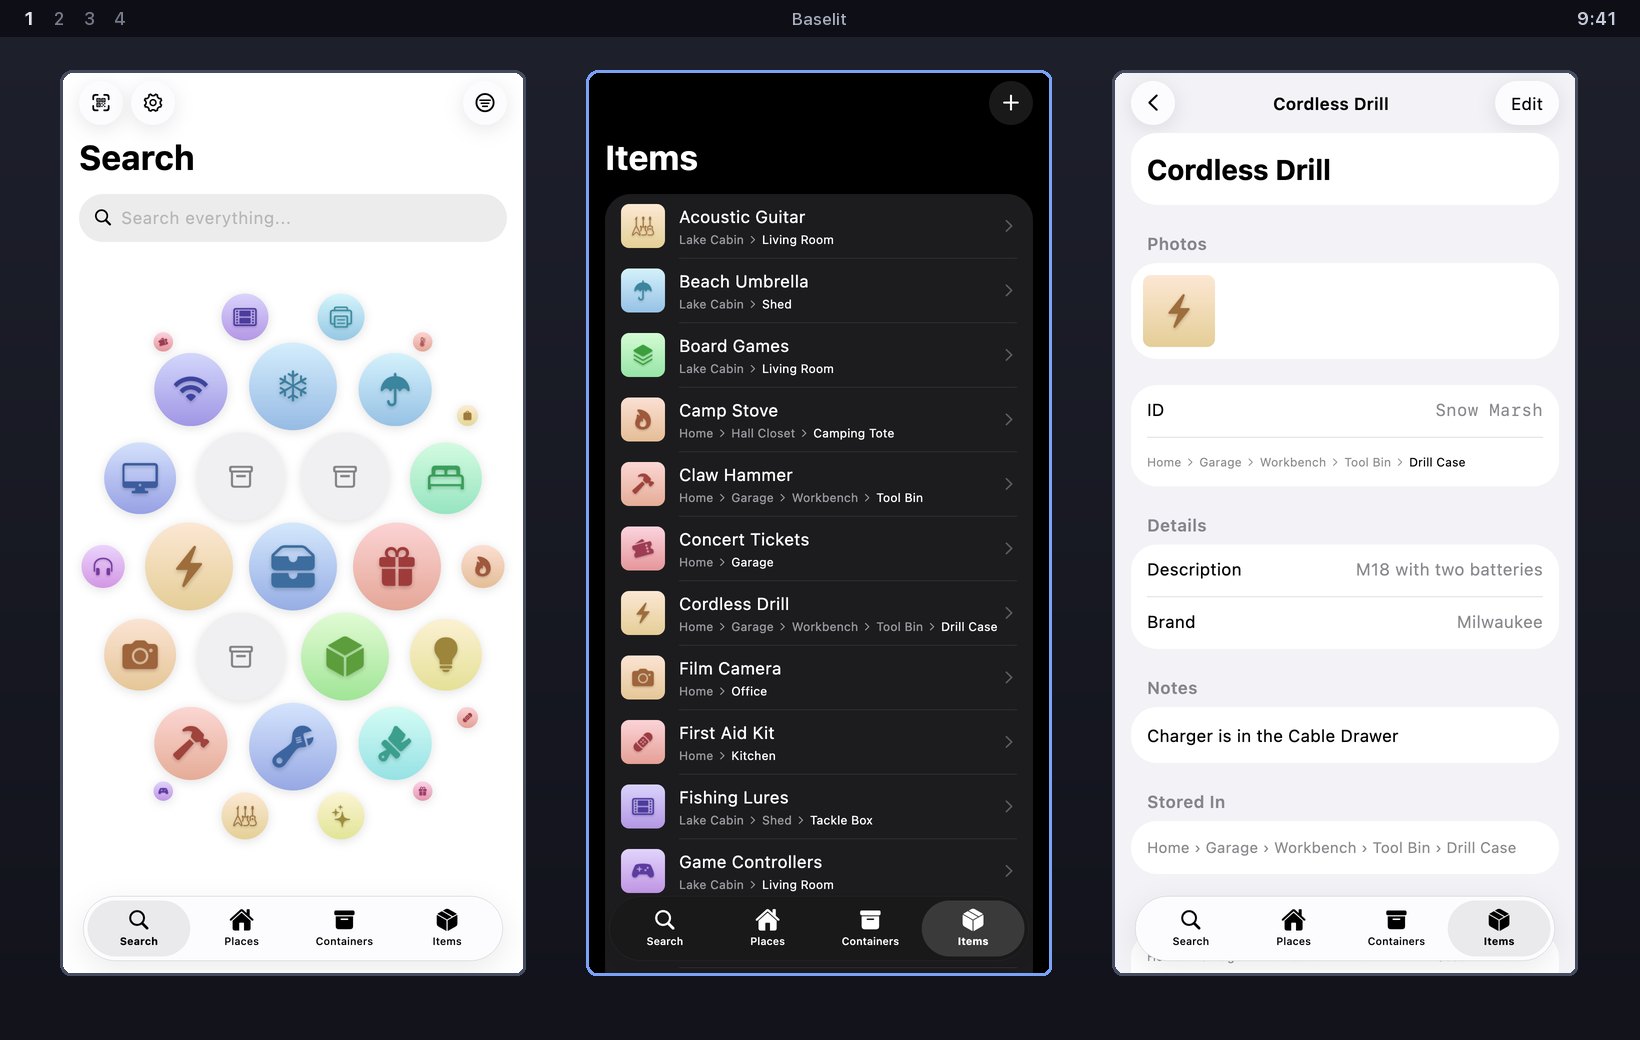 1 2 3 4 Baselit 9:41
Search
Search everything...
Search Places Containers Items
Items
Acoustic Guitar
Lake Cabin > Living Room
Beach Umbrella
Lake Cabin > Shed
Board Games
Lake Cabin > Living Room
Camp Stove
Home > Hall Closet > Camping Tote
Claw Hammer
Home > Garage > Workbench > Tool Bin
Concert Tickets
Home > Garage
Cordless Drill
Home > Garage > Workbench > Tool Bin > Drill Case
Film Camera
Home > Office
First Aid Kit
Home > Kitchen
Fishing Lures
Lake Cabin > Shed > Tackle Box
Game Controllers
Lake Cabin > Living Room
Search Places Containers Items
Cordless Drill Edit
Cordless Drill
Photos
ID Snow Marsh
Home > Garage > Workbench > Tool Bin > Drill Case
Details
Description M18 with two batteries
Brand Milwaukee
Notes
Charger is in the Cable Drawer
Stored In
Home › Garage › Workbench › Tool Bin › Drill Case
Search Places Containers Items